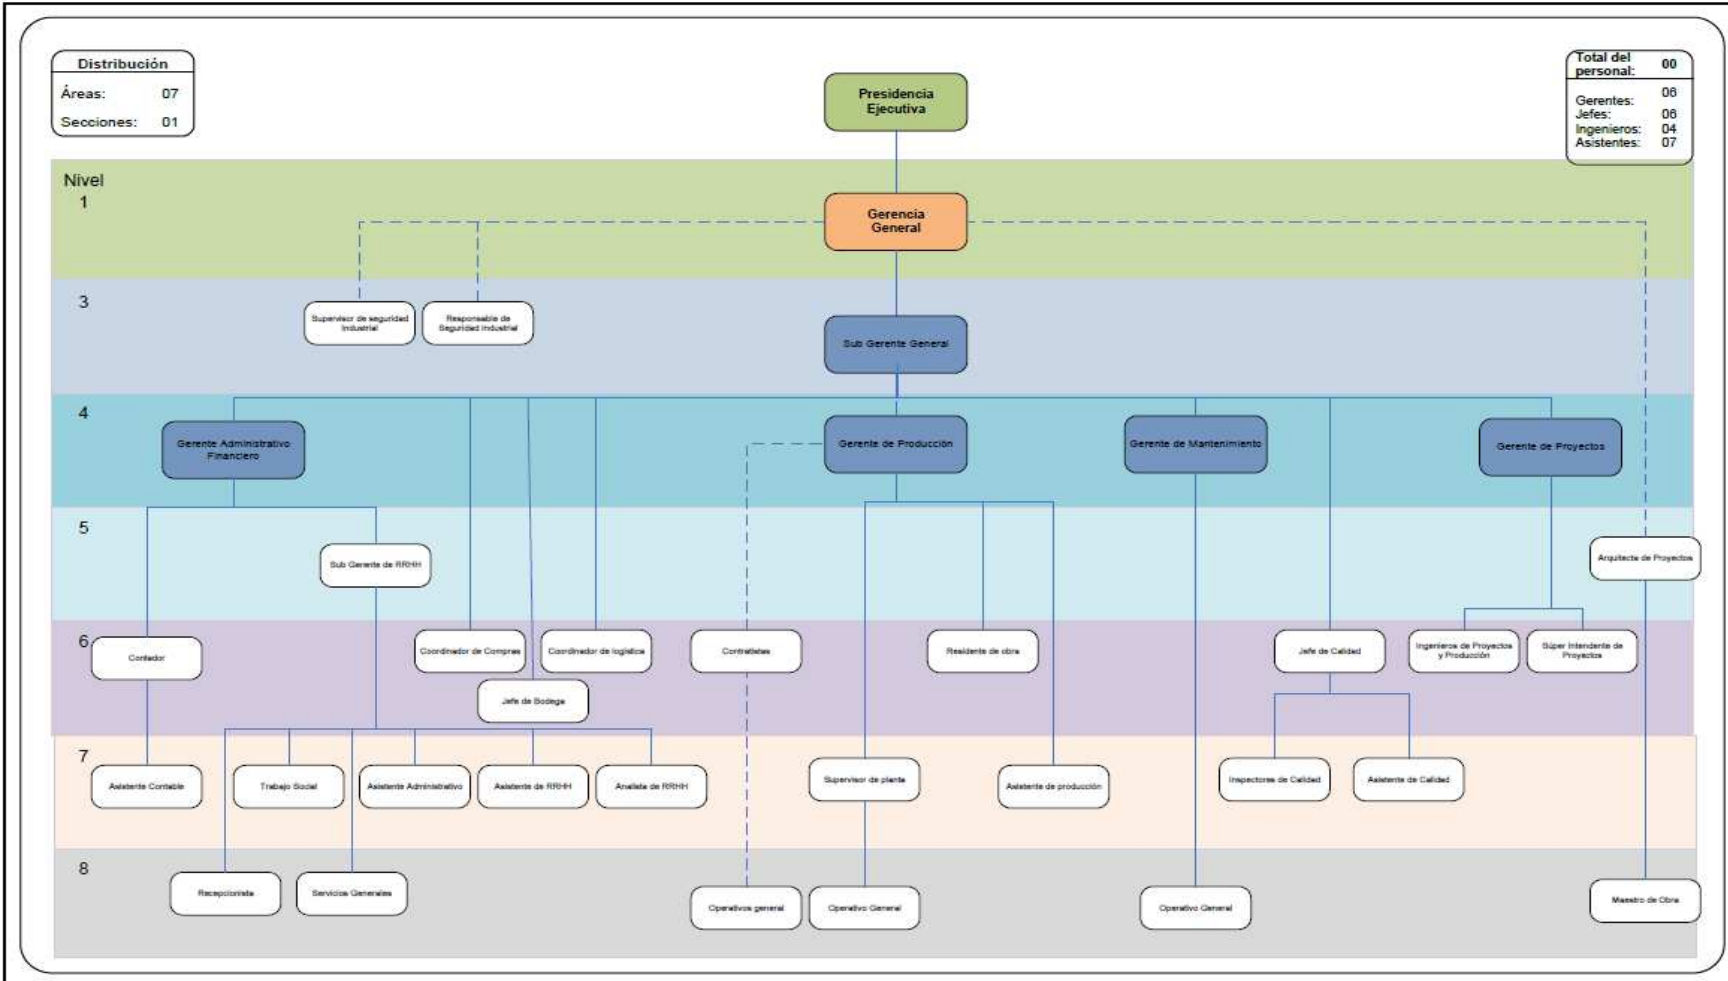 Distribución
Áreas: 07
Secciones: 01
Total del
personal: 00
06
Gerentes:
Jefes: 06
Ingenieros: 04
Asistentes: 07
Presidencia
Ejecutiva
Nivel
1
Gerencia
General
3
Supervisor de seguridad
Industrial
Responsable de
Seguridad industrial
Sub Gerente General
4
Gerente Administrativo
Financiero
Gerente de Producción
Gerente de Mantenimiento
Gerente de Proyectos
5
Sub Gerente de RRHH
Arquitecto de Proyectos
6
Contador
Coordinador de Compras
Coordinador de logística
Contratistas
Residente de obra
Jefe de Calidad
Ingenieros de Proyectos
y Producción
Súper Intendente de
Proyectos
Jefe de Bodega
7
Asistente Contable
Trabajo Social
Asistente Administrativo
Asistente de RRHH
Analista de RRHH
Supervisor de planta
Asistente de producción
Inspectores de Calidad
Asistente de Calidad
8
Recepcionista
Servicios Generales
Operativos general
Operativo General
Operativo General
Maestro de Obra